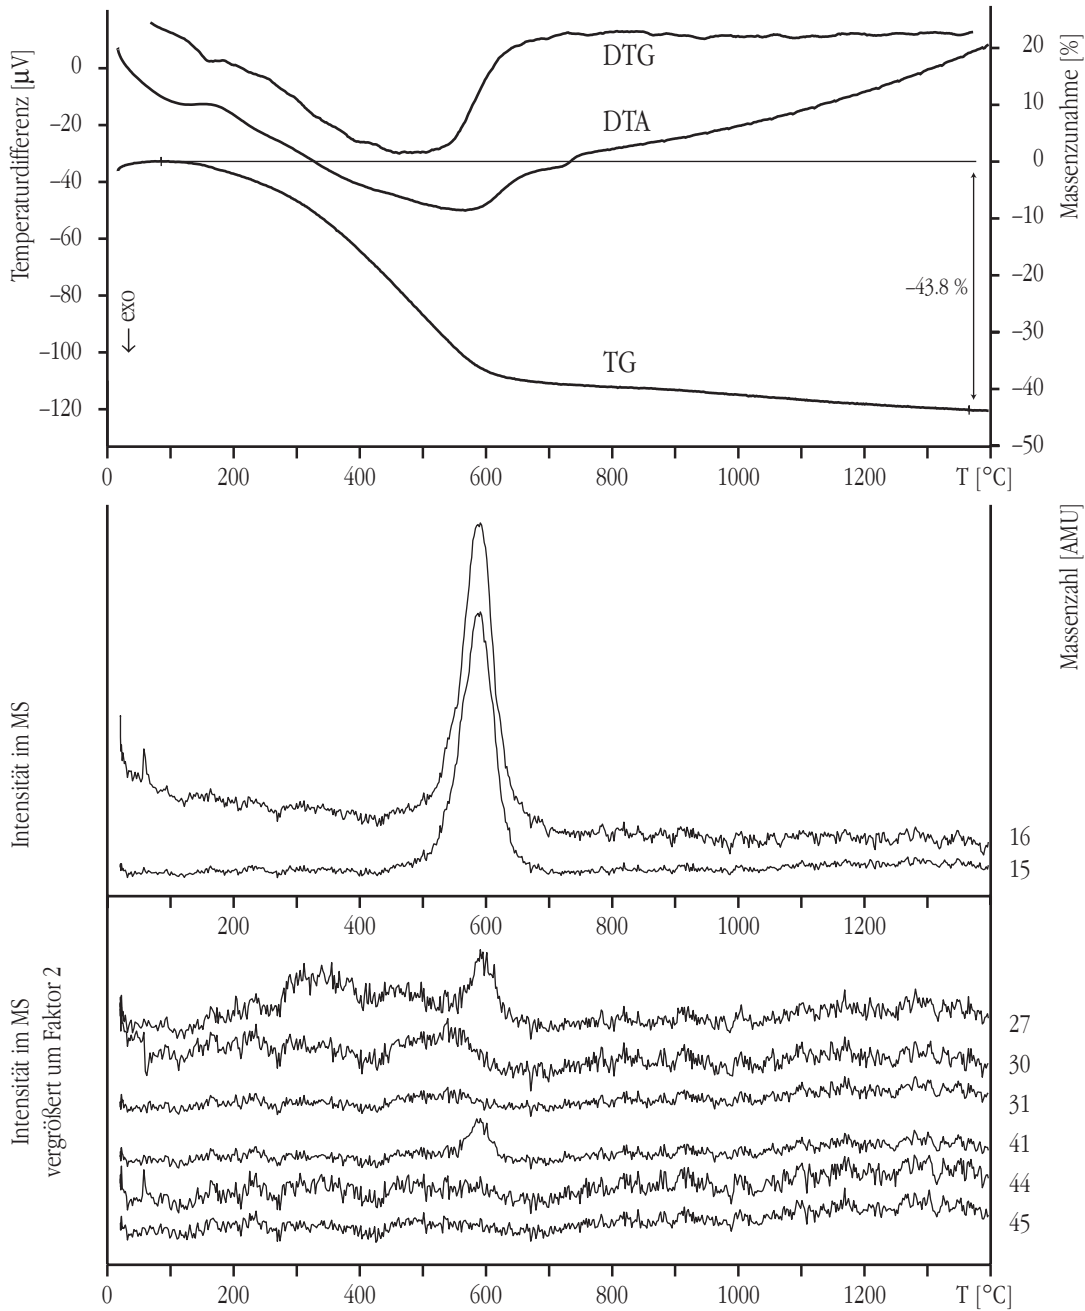 Temperaturdifferenz [µV]
0
–20
–40
–60
–80
–100
–120
← exo
DTG
DTA
TG
–43.8 %
Massenzunahme [%]
20
10
0
–10
–20
–30
–40
–50
0 200 400 600 800 1000 1200 T [°C]
Intensität im MS
Massenzahl [AMU]
16
15
200 400 600 800 1000 1200
Intensität im MS
vergrößert um Faktor 2
27
30
31
41
44
45
0 200 400 600 800 1000 1200 T [°C]